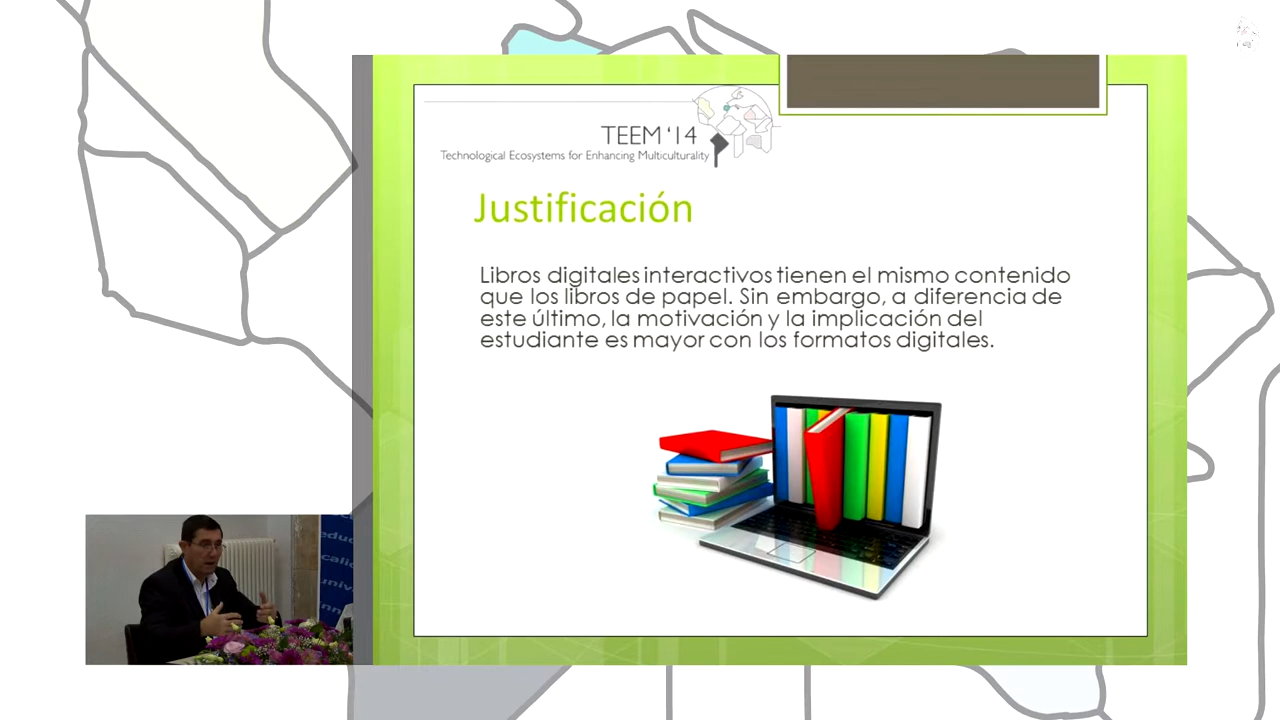 TEEM '14
Technological Ecosystems for Enhancing Multiculturality
Justificación
Libros digitales interactivos tienen el mismo contenido
que los libros de papel. Sin embargo, a diferencia de
este último, la motivación y la implicación del
estudiante es mayor con los formatos digitales.